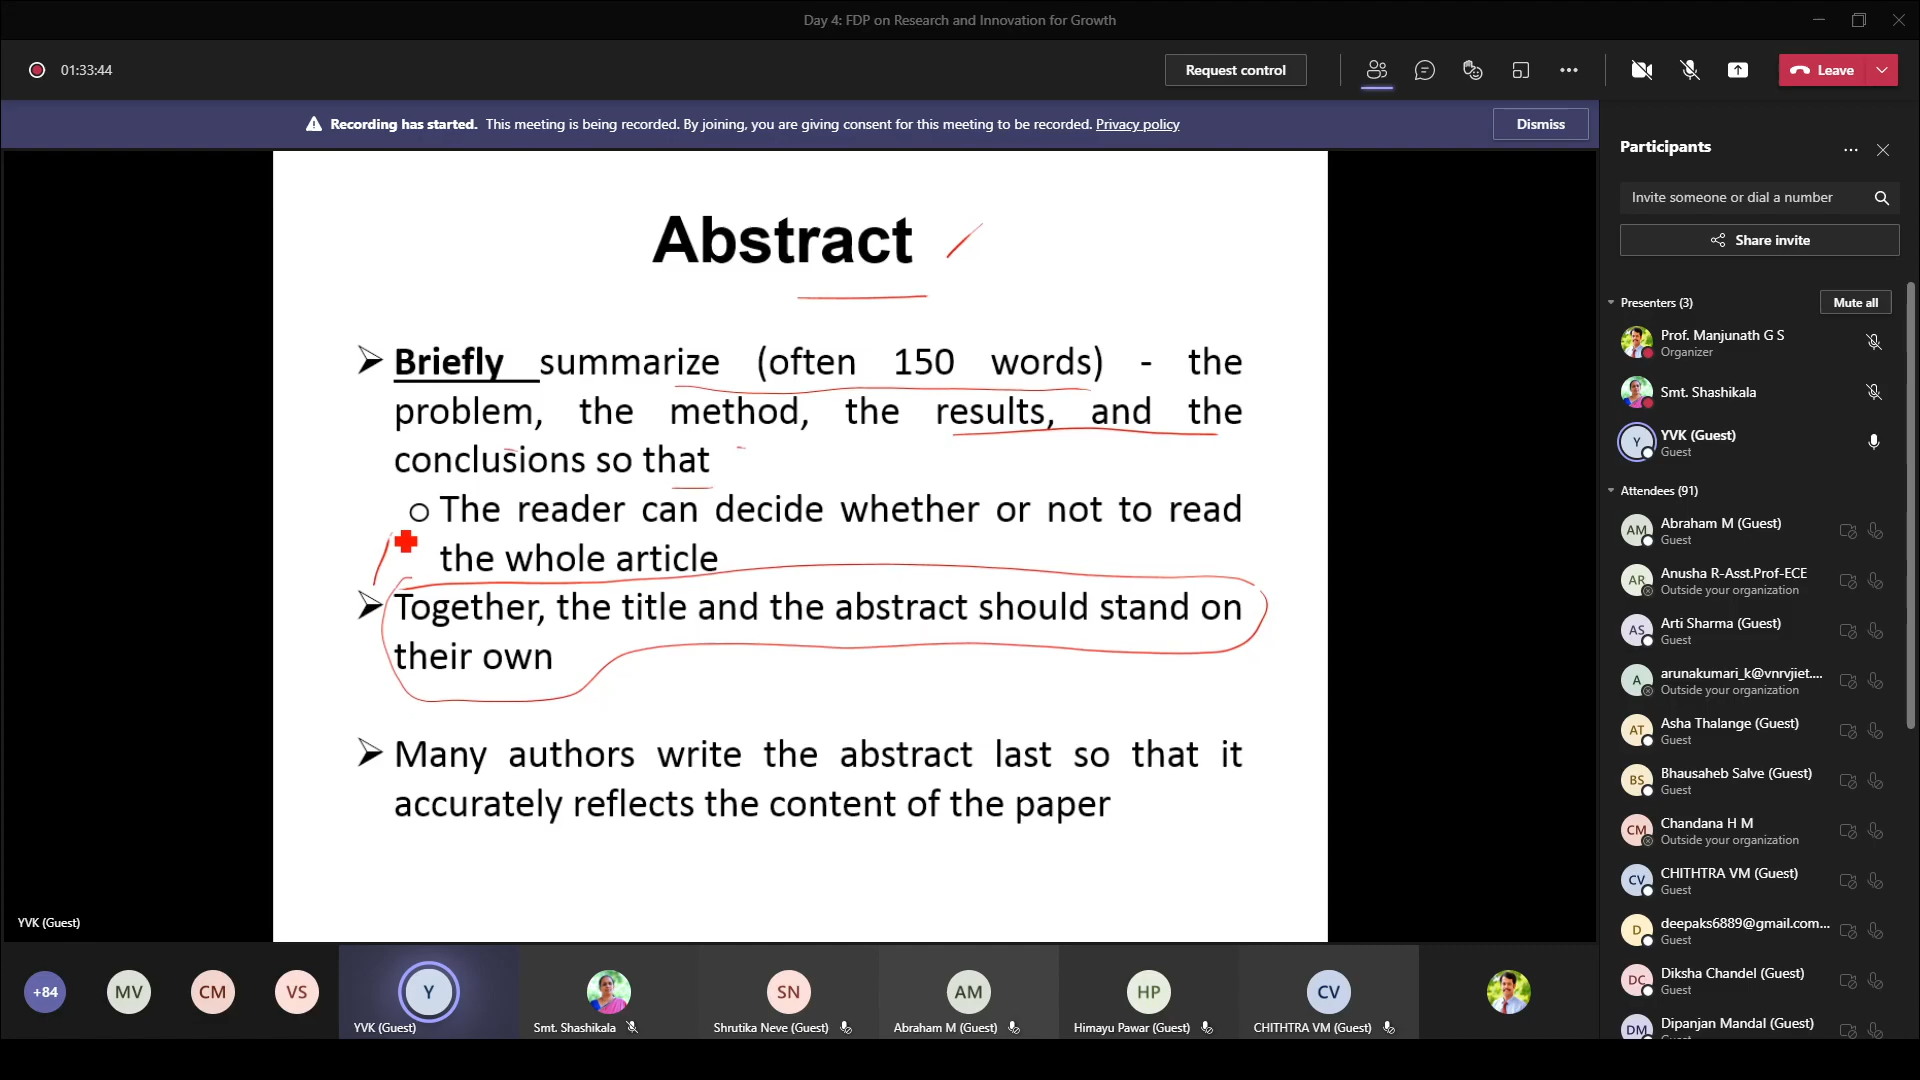 Day 4: FDP on Research and Innovation for Growth
01:33:44
Request control
Leave
Recording has started. This meeting is being recorded. By joining, you are giving consent for this meeting to be recorded. Privacy policy
Dismiss
Abstract
Briefly summarize (often 150 words) - the
problem, the method, the results, and the
conclusions so that
o The reader can decide whether or not to read
the whole article
Together, the title and the abstract should stand on
their own
Many authors write the abstract last so that it
accurately reflects the content of the paper
YVK (Guest)
+84
MV
CM
VS
Y
YVK (Guest)
Smt. Shashikala
SN
Shrutika Neve (Guest)
AM
Abraham M (Guest)
HP
Himayu Pawar (Guest)
CV
CHITHTRA VM (Guest)
Participants
Invite someone or dial a number
Share invite
Presenters (3)
Mute all
Prof. Manjunath G S
Organizer
Smt. Shashikala
Y
YVK (Guest)
Guest
Attendees (91)
AM
Abraham M (Guest)
Guest
AR
Anusha R-Asst.Prof-ECE
Outside your organization
AS
Arti Sharma (Guest)
Guest
A
arunakumari_k@vnrvjiet....
Outside your organization
AT
Asha Thalange (Guest)
Guest
BS
Bhausaheb Salve (Guest)
Guest
CM
Chandana H M
Outside your organization
CV
CHITHTRA VM (Guest)
Guest
D
deepaks6889@gmail.com...
Guest
DC
Diksha Chandel (Guest)
Guest
DM
Dipanjan Mandal (Guest)